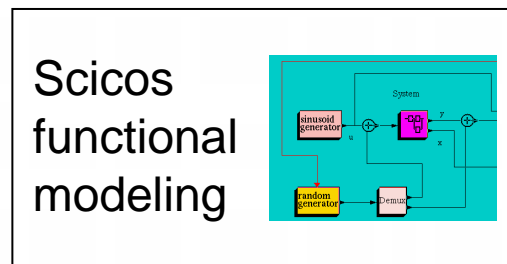 Scicos
functional
modeling
System
sinusoid
generator
u
y
x
random
generator
Demux